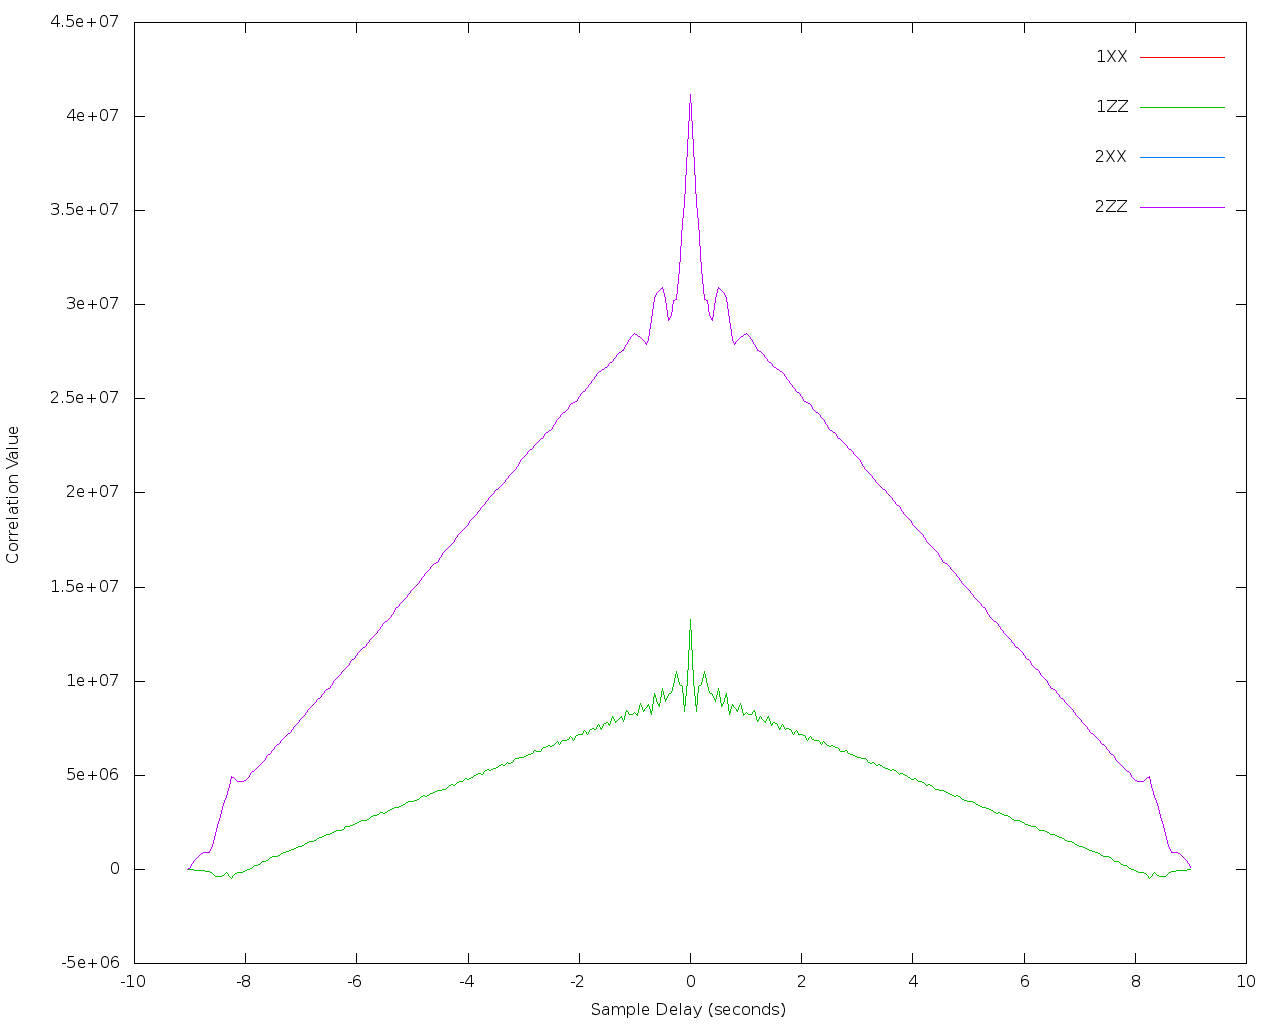 4.5e+07
4e+07
3.5e+07
3e+07
2.5e+07
2e+07
1.5e+07
1e+07
5e+06
0
-5e+06
Correlation Value
1XX
1ZZ
2XX
2ZZ
-10 -8 -6 -4 -2 0 2 4 6 8 10
Sample Delay (seconds)